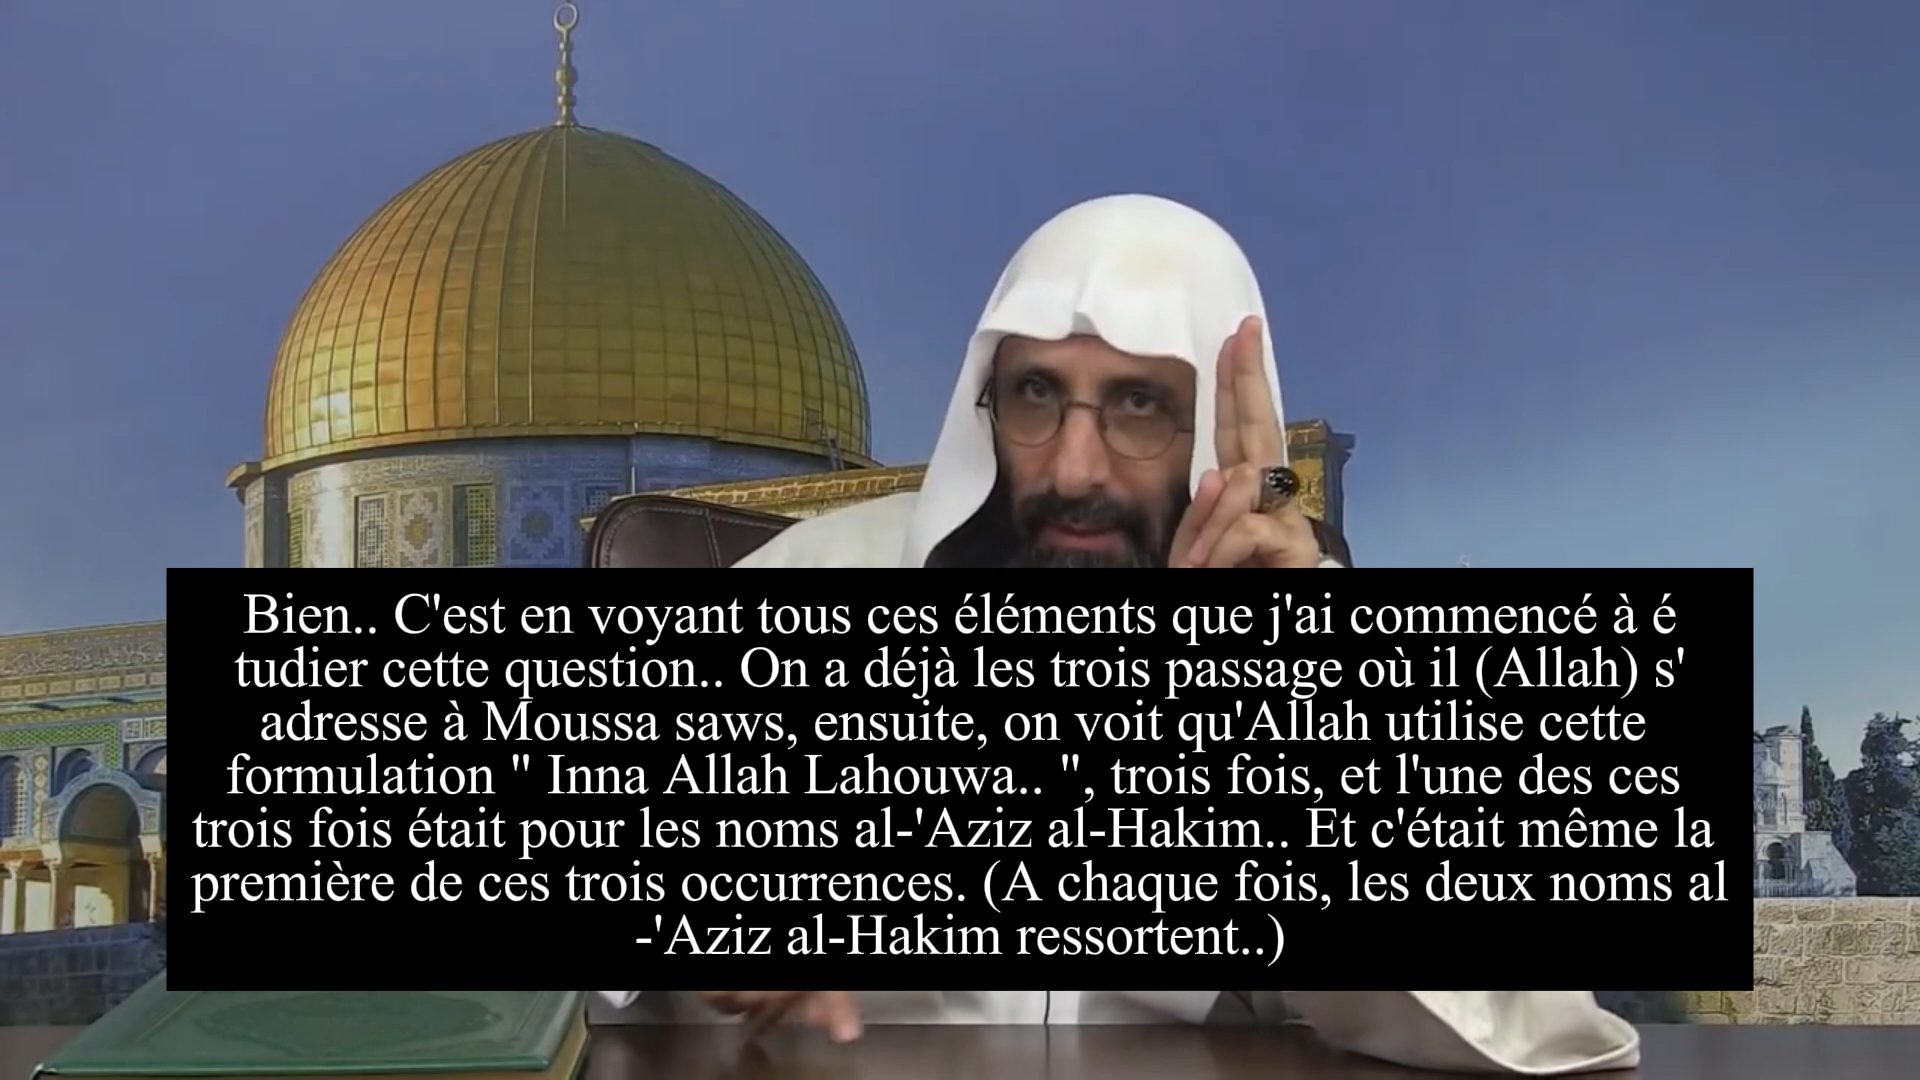 Bien.. C'est en voyant tous ces éléments que j'ai commencé à é
tudier cette question.. On a déjà les trois passage où il (Allah) s'
adresse à Moussa saws, ensuite, on voit qu'Allah utilise cette
formulation " Inna Allah Lahouwa.. ", trois fois, et l'une des ces
trois fois était pour les noms al-'Aziz al-Hakim.. Et c'était même la
première de ces trois occurrences. (A chaque fois, les deux noms al
-'Aziz al-Hakim ressortent..)